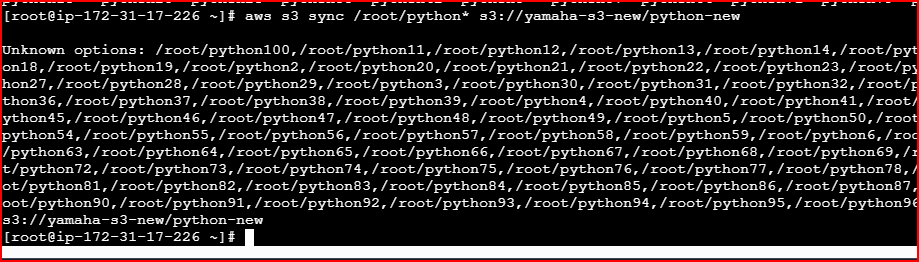 [root@ip-172-31-17-226 ~]# aws s3 sync /root/python* s3://yamaha-s3-new/python-new
Unknown options: /root/python100,/root/python11,/root/python12,/root/python13,/root/python14,/root/pyt
on18,/root/python19,/root/python2,/root/python20,/root/python21,/root/python22,/root/python23,/root/py
hon27,/root/python28,/root/python29,/root/python3,/root/python30,/root/python31,/root/python32,/root/p
ython36,/root/python37,/root/python38,/root/python39,/root/python4,/root/python40,/root/python41,/root/
ython45,/root/python46,/root/python47,/root/python48,/root/python49,/root/python5,/root/python50,/root
python54,/root/python55,/root/python56,/root/python57,/root/python58,/root/python59,/root/python6,/roo
/python63,/root/python64,/root/python65,/root/python66,/root/python67,/root/python68,/root/python69,/r
t/python72,/root/python73,/root/python74,/root/python75,/root/python76,/root/python77,/root/python78,/
ot/python81,/root/python82,/root/python83,/root/python84,/root/python85,/root/python86,/root/python87,
oot/python90,/root/python91,/root/python92,/root/python93,/root/python94,/root/python95,/root/python96
s3://yamaha-s3-new/python-new
[root@ip-172-31-17-226 ~]#